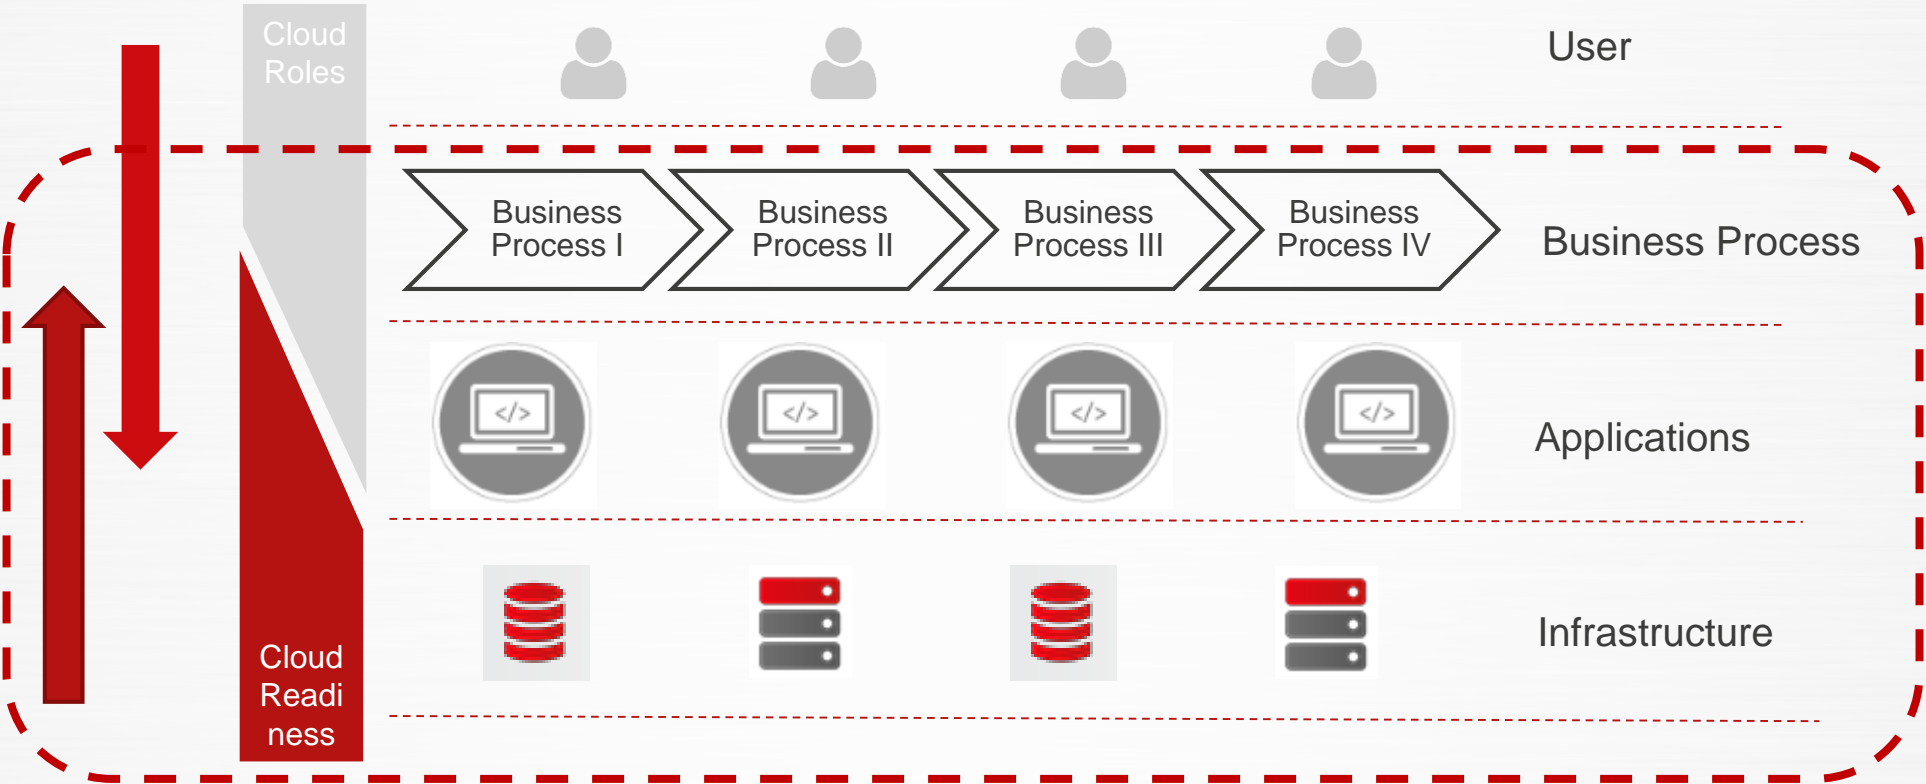 Cloud
Roles
User
Business
Process I
Business
Process II
Business
Process III
Business
Process IV
Business Process
</>
</>
</>
</>
Applications
Cloud
Readi
ness
Infrastructure